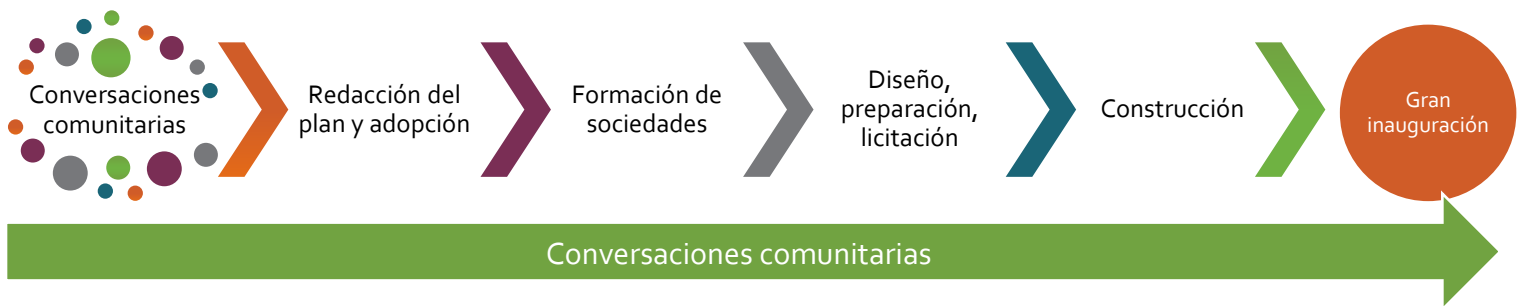 Conversaciones
comunitarias
Redacción del
plan y adopción
Formación de
sociedades
Diseño,
preparación,
licitación
Construcción
Gran
inauguración
Conversaciones comunitarias